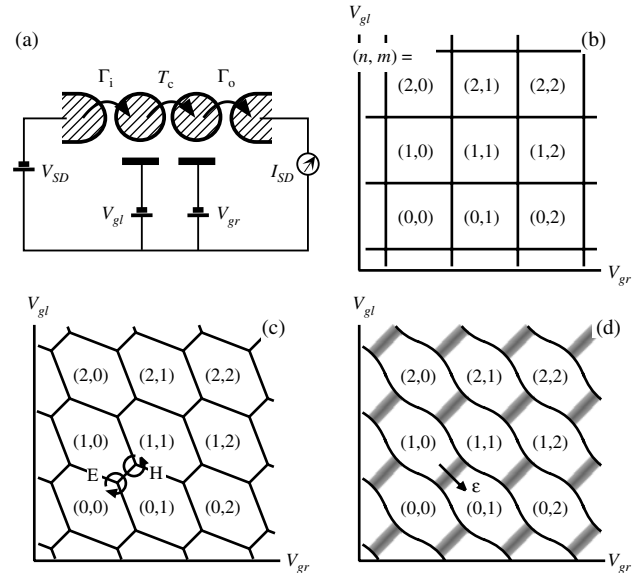 (a)
Γi Tc Γo
VSD
Vgl
Vgr
ISD
Vgl
(b)
(n, m) =
(2,0) (2,1) (2,2)
(1,0) (1,1) (1,2)
(0,0) (0,1) (0,2)
Vgr
Vgl
(c)
(2,0) (2,1) (2,2)
(1,0) (1,1) (1,2)
E H
(0,0) (0,1) (0,2)
Vgr
Vgl
(d)
(2,0) (2,1) (2,2)
(1,0) (1,1) (1,2)
ε
(0,0) (0,1) (0,2)
Vgr